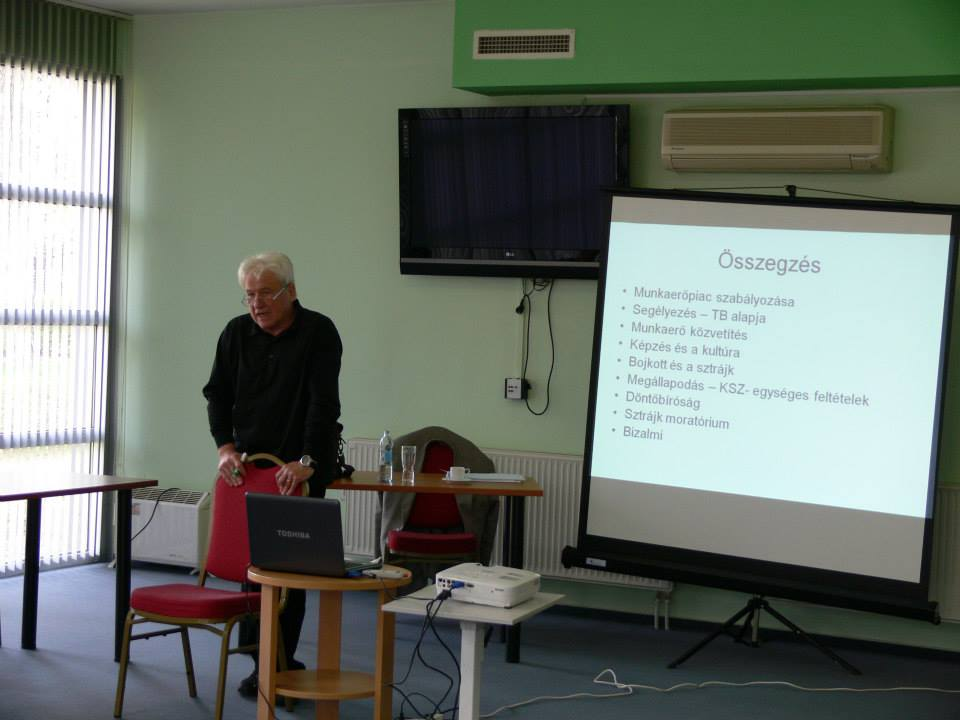 Összegzés
• Munkaerőpiac szabályozása
• Segélyezés – TB alapja
• Munkaerő közvetítés
• Képzés és a kultúra
• Bojkott és a sztrájk
• Megállapodás – KSZ- egységes feltételek
• Döntőbíróság
• Sztrájk moratórium
• Bizalmi
LG
TOSHIBA